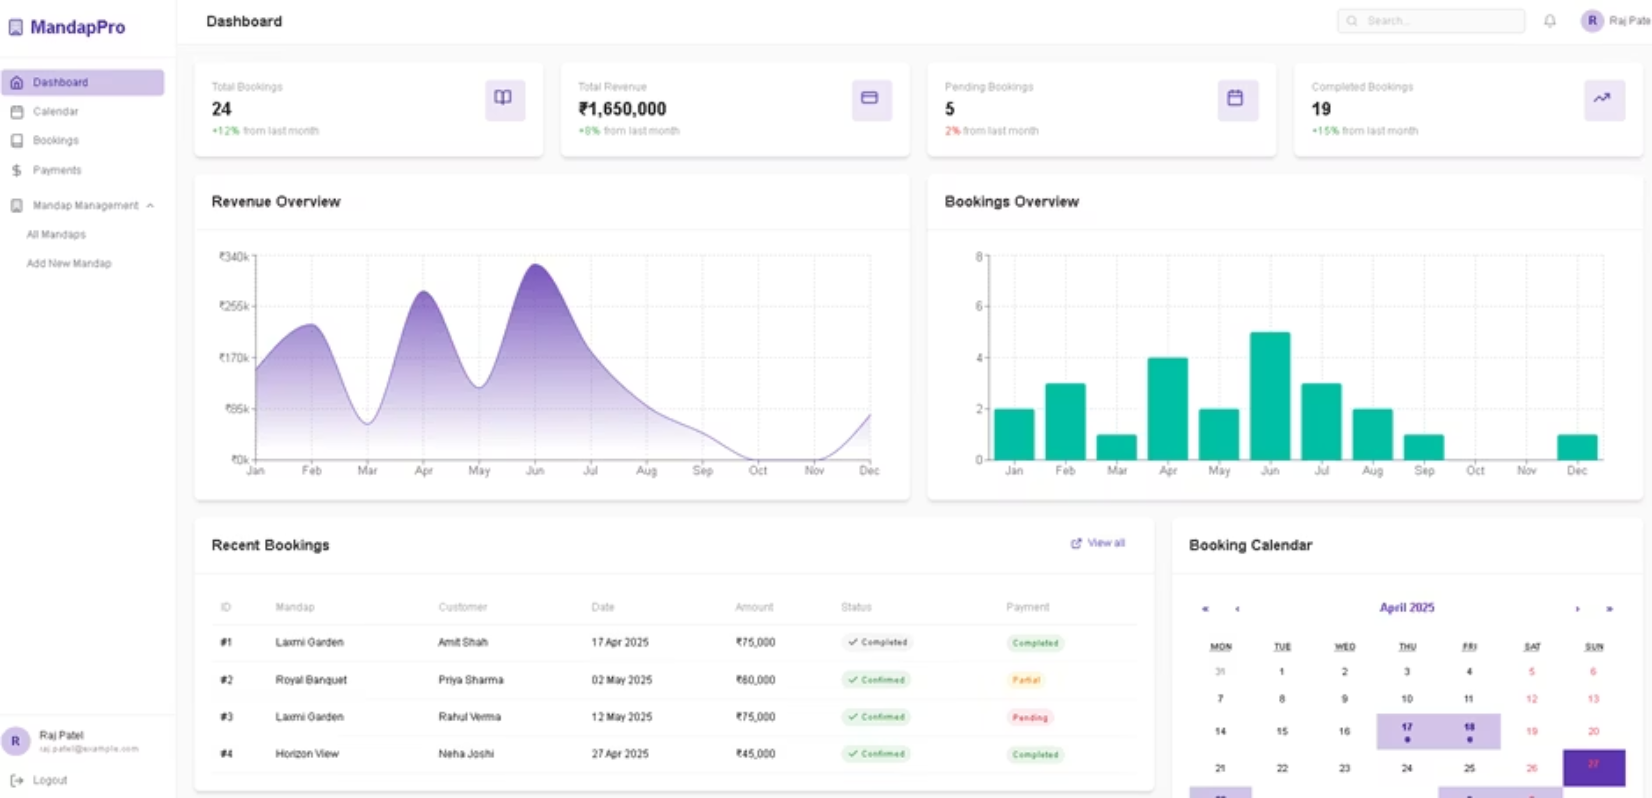 MandapPro
Dashboard
Calendar
Bookings
Payments
Mandap Management
All Mandaps
Add New Mandap
R
Raj Patel
raj.patel@example.com
Logout
Dashboard
Search...
R Raj Pate
Total Bookings
24
+12% from last month
Total Revenue
₹1,650,000
+8% from last month
Pending Bookings
5
2% from last month
Completed Bookings
19
+15% from last month
Revenue Overview
₹340k
₹255k
₹170k
₹85k
₹0k
Jan Feb Mar Apr May Jun Jul Aug Sep Oct Nov Dec
Bookings Overview
8
6
4
2
0
Jan Feb Mar Apr May Jun Jul Aug Sep Oct Nov Dec
Recent Bookings
View all
ID Mandap Customer Date Amount Status Payment
#1 Laxmi Garden Amit Shah 17 Apr 2025 ₹75,000 Completed Completed
#2 Royal Banquet Priya Sharma 02 May 2025 ₹60,000 Confirmed Partial
#3 Laxmi Garden Rahul Verma 12 May 2025 ₹75,000 Confirmed Pending
#4 Horizon View Neha Joshi 27 Apr 2025 ₹45,000 Confirmed Completed
Booking Calendar
« ‹ April 2025 › »
MON TUE WED THU FRI SAT SUN
31 1 2 3 4 5 6
7 8 9 10 11 12 13
14 15 16 17 18 19 20
21 22 23 24 25 26 27